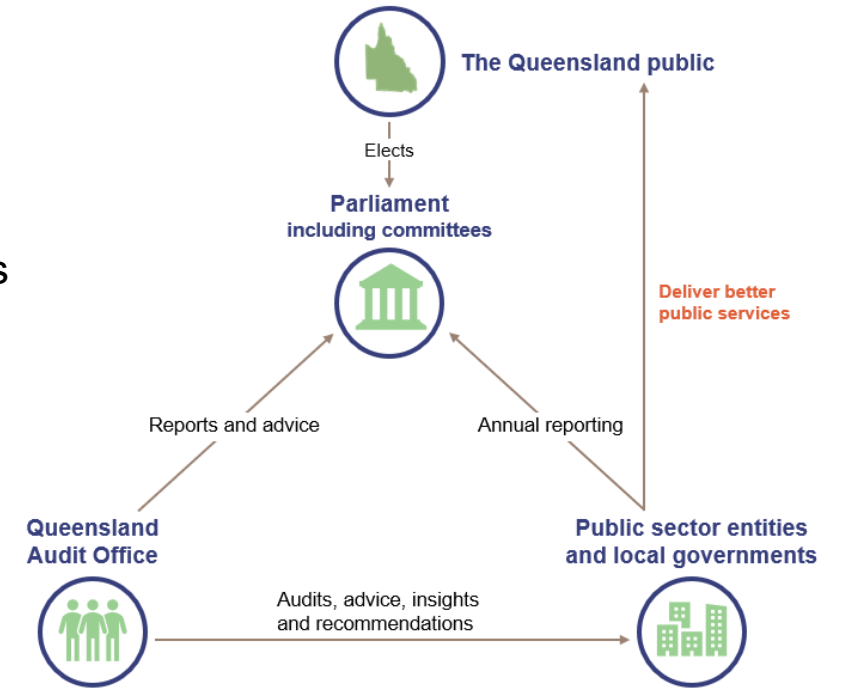 The Queensland public
Elects
Parliament
including committees
s
Deliver better
public services
Reports and advice
Annual reporting
Queensland
Audit Office
Public sector entities
and local governments
Audits, advice, insights
and recommendations